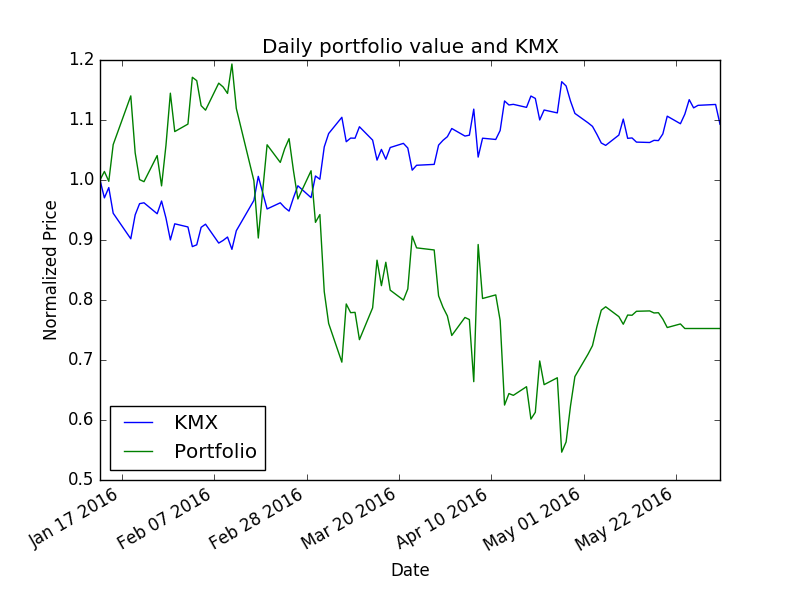 Daily portfolio value and KMX
1.2
1.1
1.0
0.9
0.8
0.7
0.6
0.5
Normalized Price
KMX
Portfolio
Jan 17 2016
Feb 07 2016
Feb 28 2016
Mar 20 2016
Apr 10 2016
May 01 2016
May 22 2016
Date